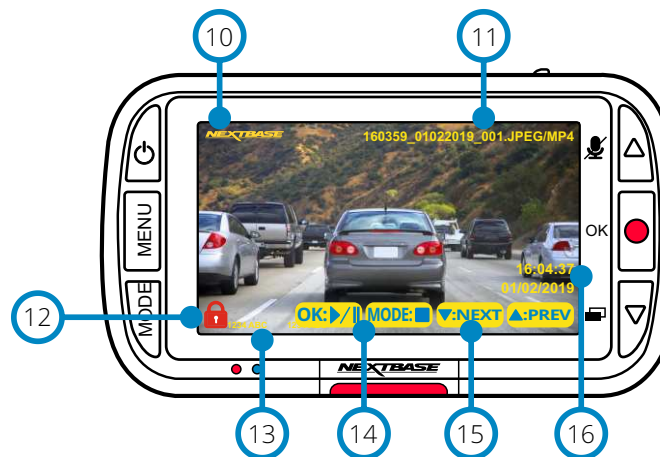 10
11
NEXTBASE
160359_01022019_001.JPEG/MP4
MENU
OK
MODE
16:04:37
01/02/2019
12
OK: ▶/|| MODE: ■ ▼:NEXT ▲:PREV
NEXTBASE
13
14
15
16